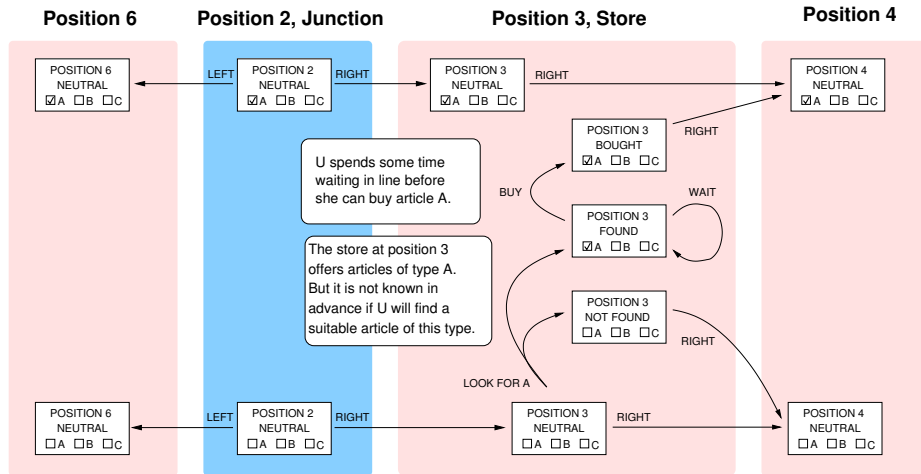 Position 6
Position 2, Junction
Position 3, Store
Position 4
POSITION 6
NEUTRAL
☑A ☐B ☐C
LEFT
POSITION 2
NEUTRAL
☑A ☐B ☐C
RIGHT
POSITION 3
NEUTRAL
☑A ☐B ☐C
RIGHT
POSITION 4
NEUTRAL
☑A ☐B ☐C
POSITION 3
BOUGHT
☑A ☐B ☐C
RIGHT
U spends some time
waiting in line before
she can buy article A.
BUY
WAIT
POSITION 3
FOUND
☑A ☐B ☐C
The store at position 3
offers articles of type A.
But it is not known in
advance if U will find a
suitable article of this type.
POSITION 3
NOT FOUND
☐A ☐B ☐C
RIGHT
LOOK FOR A
POSITION 6
NEUTRAL
☐A ☐B ☐C
LEFT
POSITION 2
NEUTRAL
☐A ☐B ☐C
RIGHT
POSITION 3
NEUTRAL
☐A ☐B ☐C
RIGHT
POSITION 4
NEUTRAL
☐A ☐B ☐C